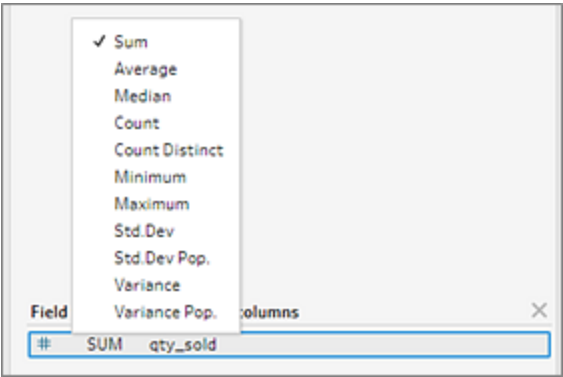 ✓ Sum
Average
Median
Count
Count Distinct
Minimum
Maximum
Std.Dev
Std.Dev Pop.
Variance
Variance Pop.
Field olumns
# SUM qty_sold